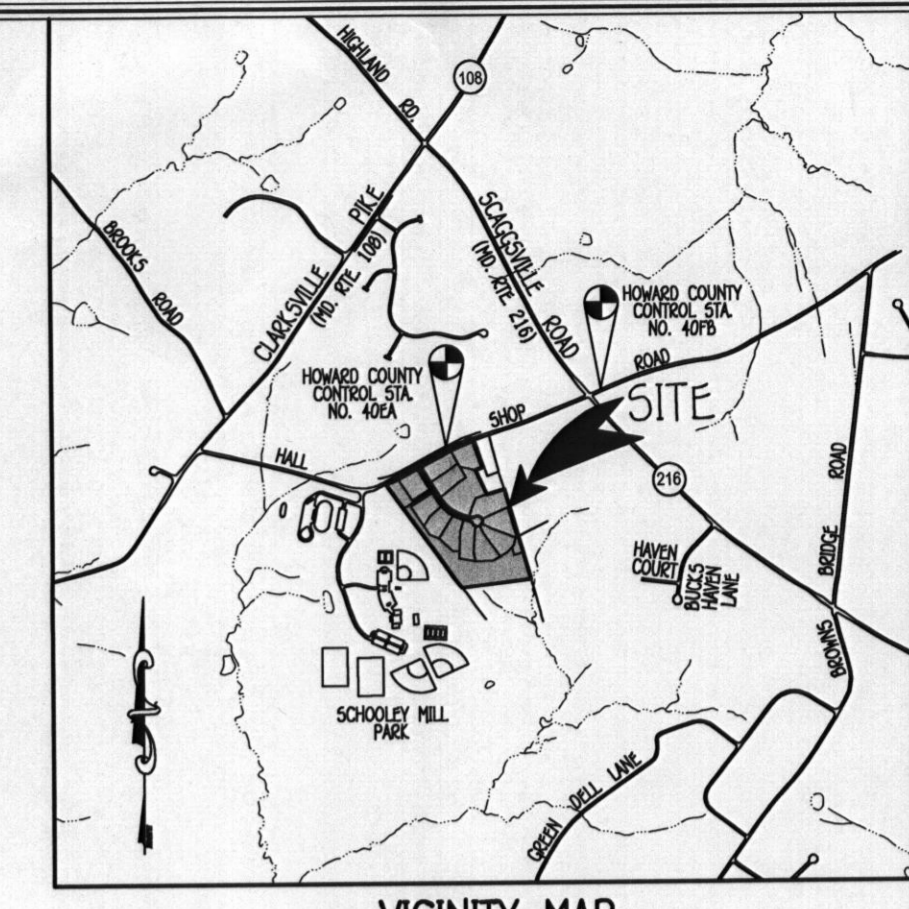 HIGHLAND RD.
108
BROOKS ROAD
CLARKSVILLE PIKE
(MD. RTE 108)
SCAGGSVILLE ROAD
(MD. RTE 216)
HOWARD COUNTY
CONTROL STA.
NO. 40FB
HOWARD COUNTY
CONTROL STA.
NO. 40EA
HALL SHOP ROAD
SITE
216
HAVEN
COURT
BUCKS
HAVEN
LANE
BROWNS BRIDGE ROAD
SCHOOLEY MILL
PARK
GREEN DELL LANE
VICINITY MAP